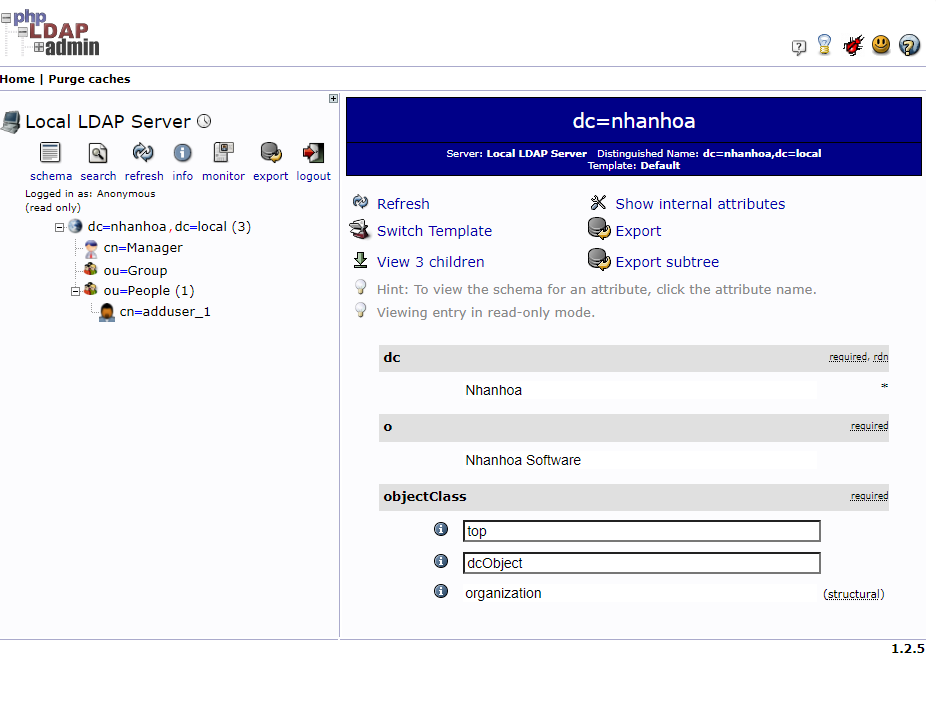 php
LDAP
admin
Home | Purge caches
Local LDAP Server
schema search refresh info monitor export logout
Logged in as: Anonymous
(read only)
dc=nhanhoa,dc=local (3)
cn=Manager
ou=Group
ou=People (1)
cn=adduser_1
dc=nhanhoa
Server: Local LDAP Server Distinguished Name: dc=nhanhoa,dc=local
Template: Default
Refresh Show internal attributes
Switch Template Export
View 3 children Export subtree
Hint: To view the schema for an attribute, click the attribute name.
Viewing entry in read-only mode.
dc required, rdn
Nhanhoa *
o required
Nhanhoa Software
objectClass required
top
dcObject
organization (structural)
1.2.5